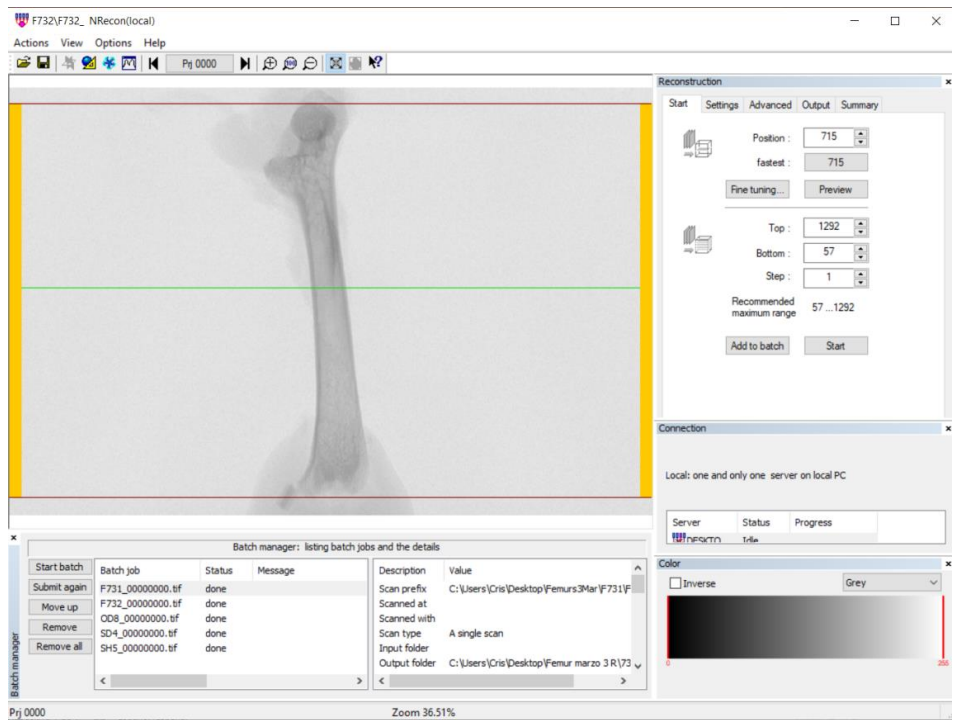 F732\F732_ NRecon(local)
Actions View Options Help
Prj 0000
100
Reconstruction
Start Settings Advanced Output Summary
Position : 715
fastest : 715
Fine tuning... Preview
Top : 1292
Bottom : 57
Step : 1
Recommended
maximum range 57 ...1292
Add to batch Start
Connection
Local: one and only one server on local PC
Server Status Progress
DESKTO Idle
Batch manager: listing batch jobs and the details
Batch manager
Start batch
Submit again
Move up
Remove
Remove all
Batch job Status Message
F731_00000000.tif done
F732_00000000.tif done
OD8_00000000.tif done
SD4_00000000.tif done
SH5_00000000.tif done
Description Value
Scan prefix C:\Users\Cris\Desktop\Femurs3Mar\F731\F
Scanned at
Scanned with
Scan type A single scan
Input folder
Output folder C:\Users\Cris\Desktop\Femur marzo 3 R\73
Color
Inverse Grey
0 255
Prj 0000 Zoom 36.51%